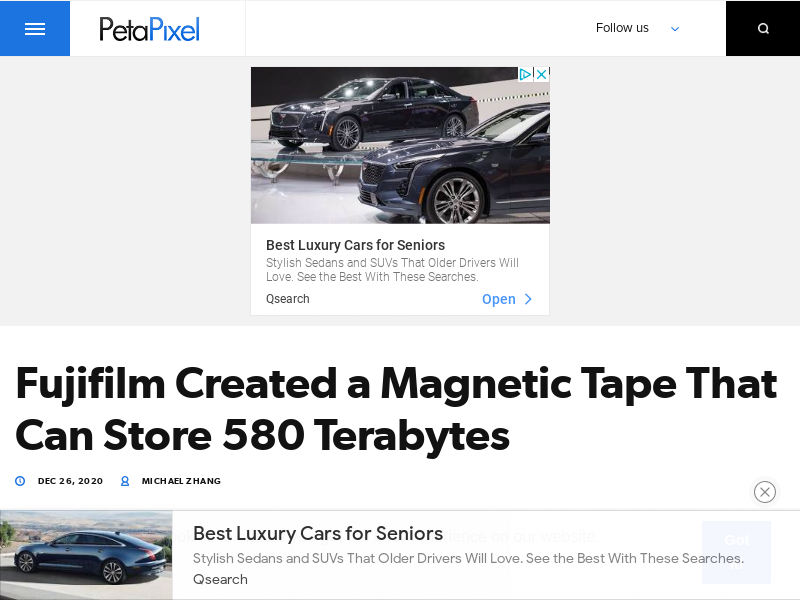 PetaPixel
Follow us
Best Luxury Cars for Seniors
Stylish Sedans and SUVs That Older Drivers Will
Love. See the Best With These Searches.
Qsearch
Open
Fujifilm Created a Magnetic Tape That
Can Store 580 Terabytes
DEC 26, 2020
MICHAEL ZHANG
Best Luxury Cars for Seniors
Stylish Sedans and SUVs That Older Drivers Will Love. See the Best With These Searches.
Qsearch
on our website.
Got